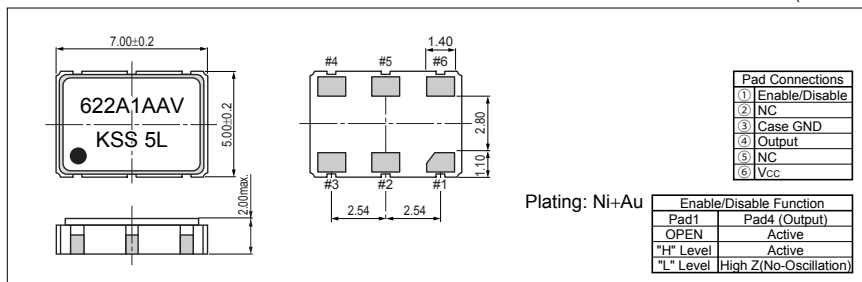 7.00±0.2
622A1AAV
KSS 5L
5.00±0.2
2.00max.
1.40
#4
#5
#6
2.80
1.10
#3
#2
#1
2.54
2.54
Plating: Ni+Au
Pad Connections
① Enable/Disable
② NC
③ Case GND
④ Output
⑤ NC
⑥ Vcc
Enable/Disable Function
Pad1 Pad4 (Output)
OPEN Active
"H" Level Active
"L" Level High Z(No-Oscillation)